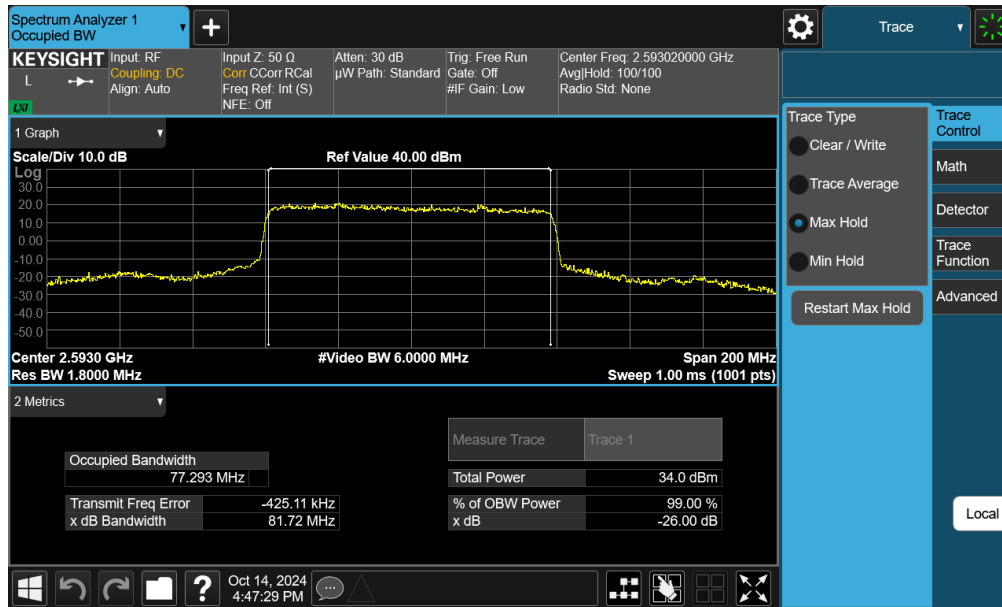 Spectrum Analyzer 1
Occupied BW
Trace
KEYSIGHT
L
LXI
Input: RF
Coupling: DC
Align: Auto
Input Z: 50 Ω
Corr CCorr RCal
Freq Ref: Int (S)
NFE: Off
Atten: 30 dB
µW Path: Standard
Trig: Free Run
Gate: Off
#IF Gain: Low
Center Freq: 2.593020000 GHz
Avg|Hold: 100/100
Radio Std: None
1 Graph
Scale/Div 10.0 dB
Ref Value 40.00 dBm
Log
30.0
20.0
10.0
0.00
-10.0
-20.0
-30.0
-40.0
-50.0
Center 2.5930 GHz
#Video BW 6.0000 MHz
Span 200 MHz
Res BW 1.8000 MHz
Sweep 1.00 ms (1001 pts)
2 Metrics
Measure Trace
Trace 1
Occupied Bandwidth
77.293 MHz
Total Power
34.0 dBm
Transmit Freq Error
-425.11 kHz
% of OBW Power
99.00 %
x dB Bandwidth
81.72 MHz
x dB
-26.00 dB
Trace Type
Clear / Write
Trace Average
Max Hold
Min Hold
Restart Max Hold
Trace
Control
Math
Detector
Trace
Function
Advanced
Local
?
Oct 14, 2024
4:47:29 PM